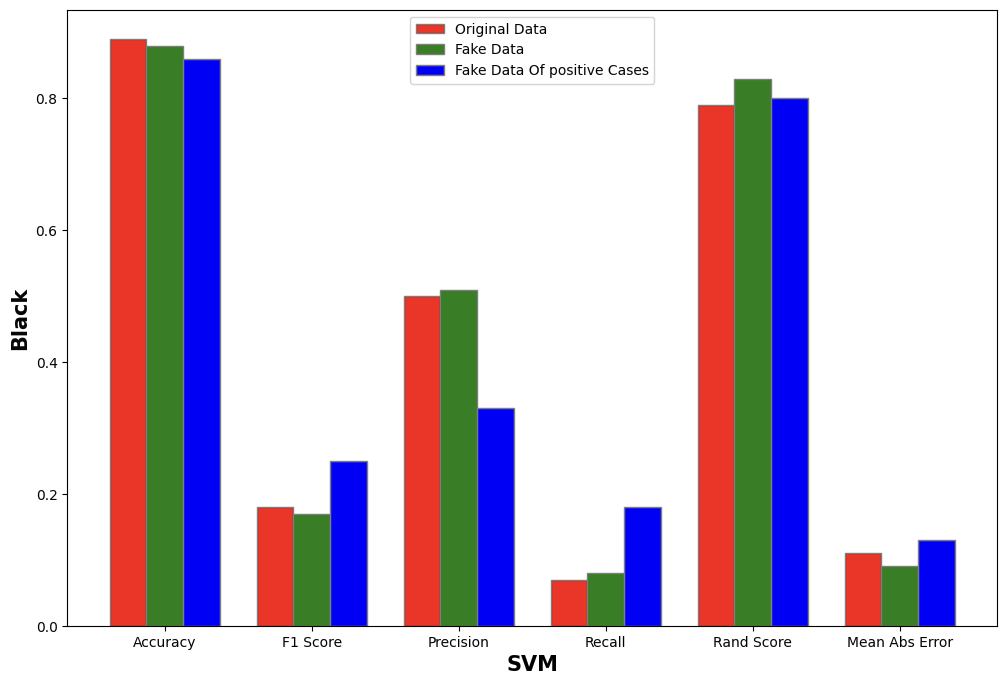 Original Data
Fake Data
Fake Data Of positive Cases
Black
0.8
0.6
0.4
0.2
0.0
Accuracy
F1 Score
Precision
Recall
Rand Score
Mean Abs Error
SVM